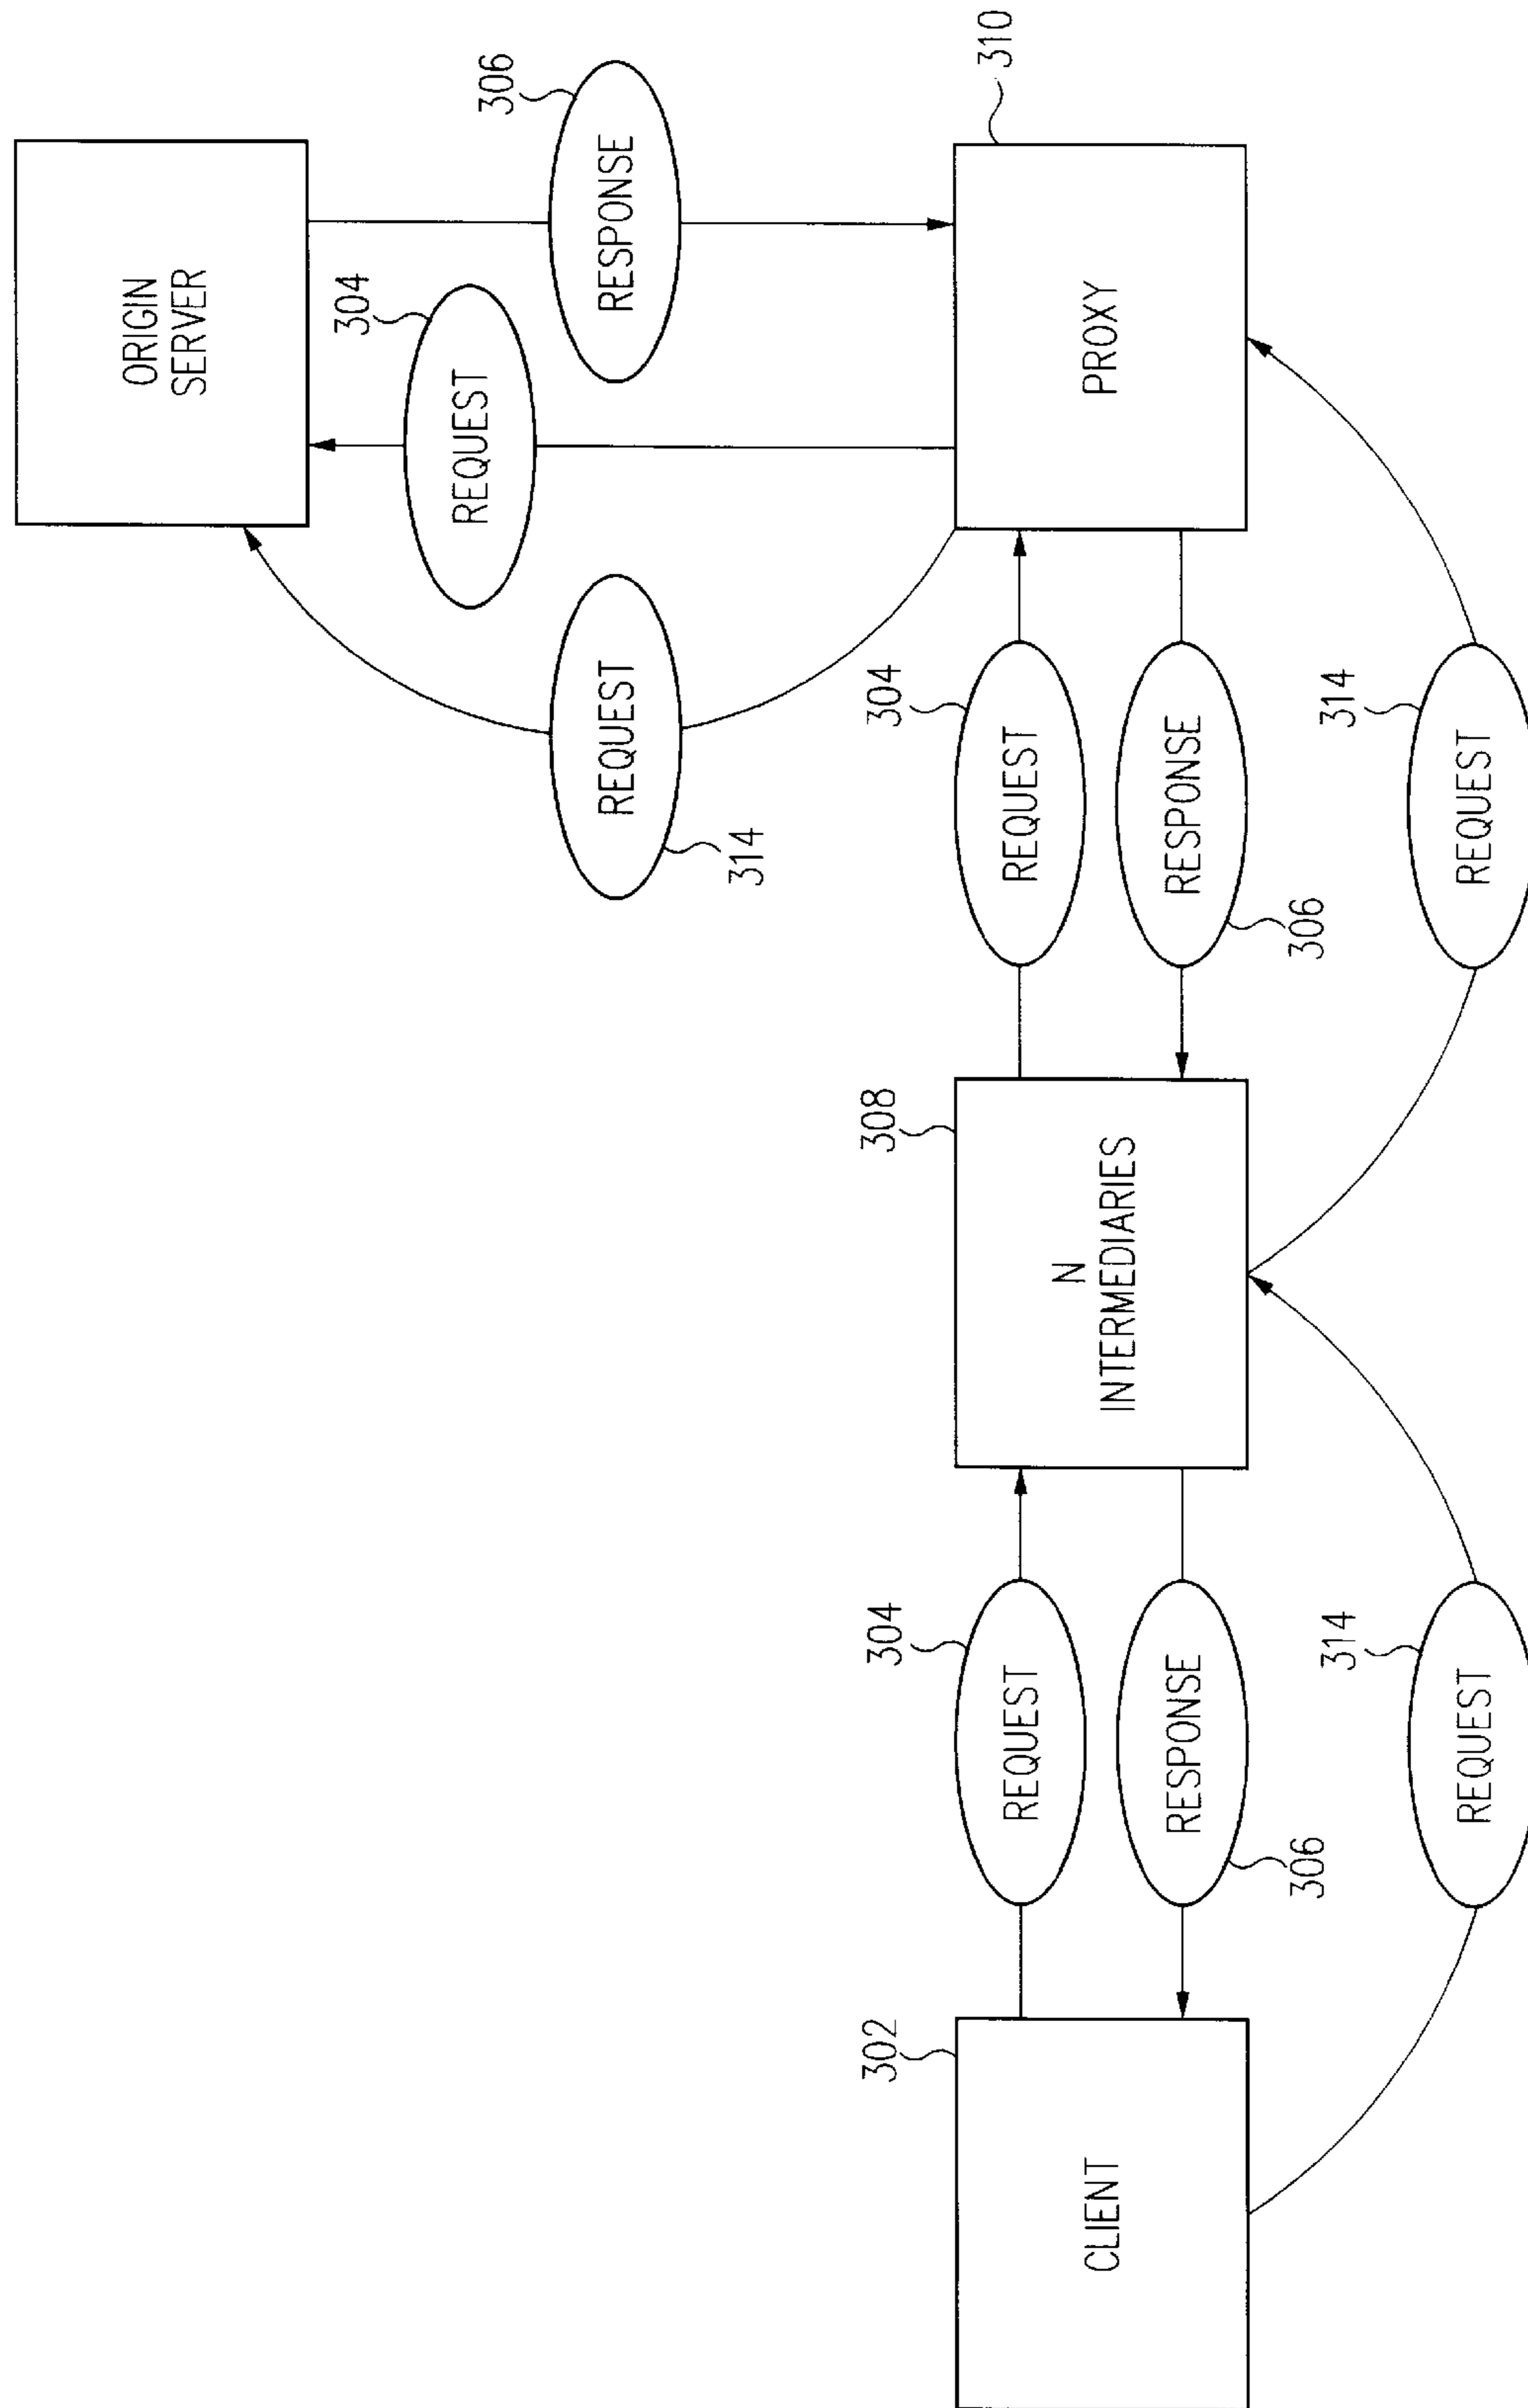 ORIGIN
SERVER
304
REQUEST
306
REQUEST
RESPONSE
314
302
304
308
304
310
REQUEST
REQUEST
CLIENT
N
INTERMEDIARIES
PROXY
RESPONSE
RESPONSE
306
306
314
314
REQUEST
REQUEST